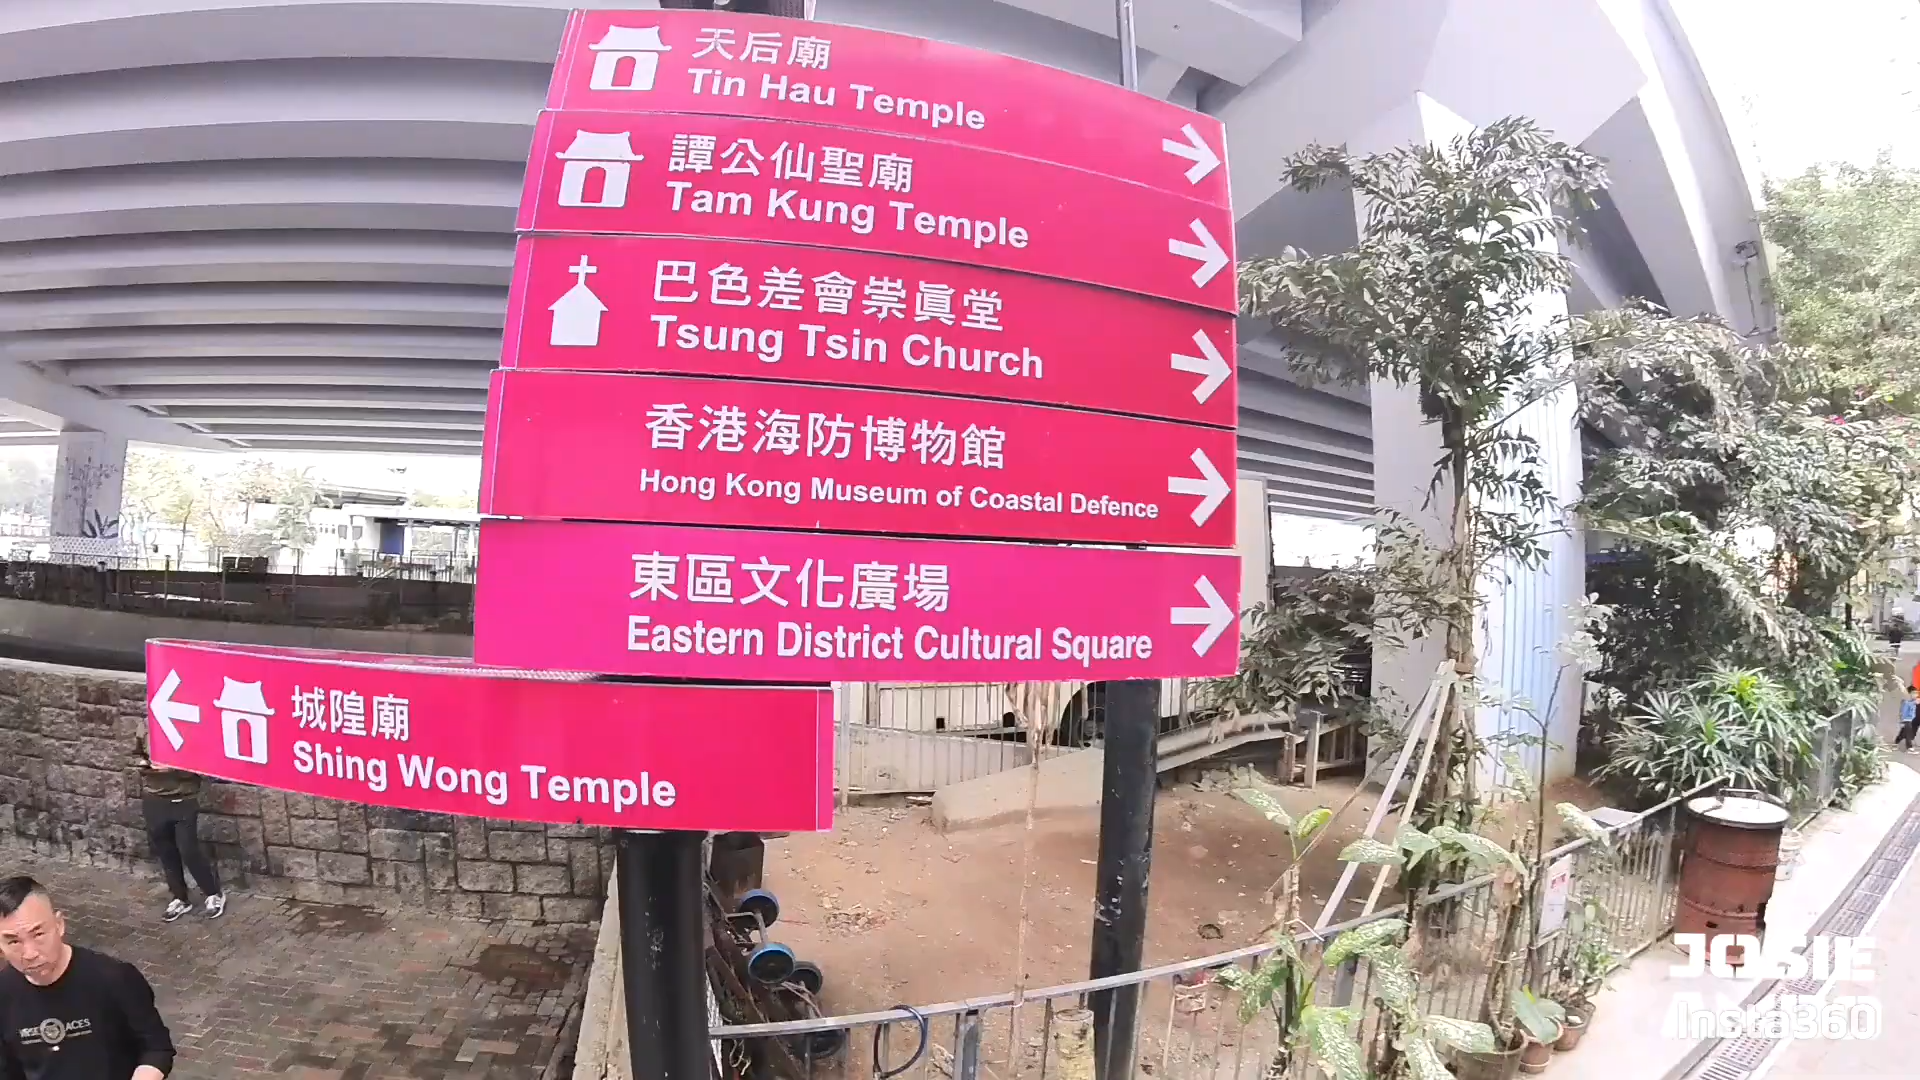 天后廟
Tin Hau Temple
譚公仙聖廟
Tam Kung Temple
巴色差會崇眞堂
Tsung Tsin Church
香港海防博物館
Hong Kong Museum of Coastal Defence
東區文化廣場
Eastern District Cultural Square
城隍廟
Shing Wong Temple
JOSIE
Insta360